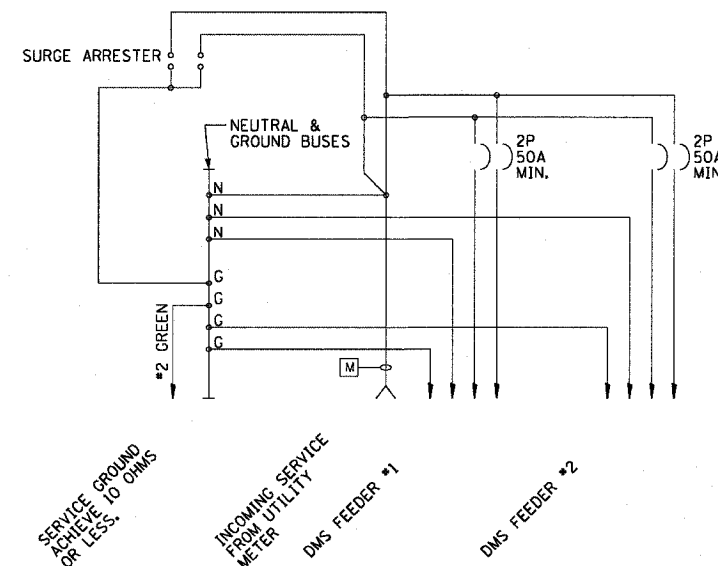 SURGE ARRESTER
NEUTRAL &
GROUND BUSES
2P
50A
MIN.
2P
50A
MIN.
N
N
N
G
G
G
G
#2 GREEN
M
SERVICE GROUND
ACHIEVE 10 OHMS
OR LESS.
INCOMING SERVICE
FROM UTILITY
METER
DMS FEEDER #1
DMS FEEDER #2